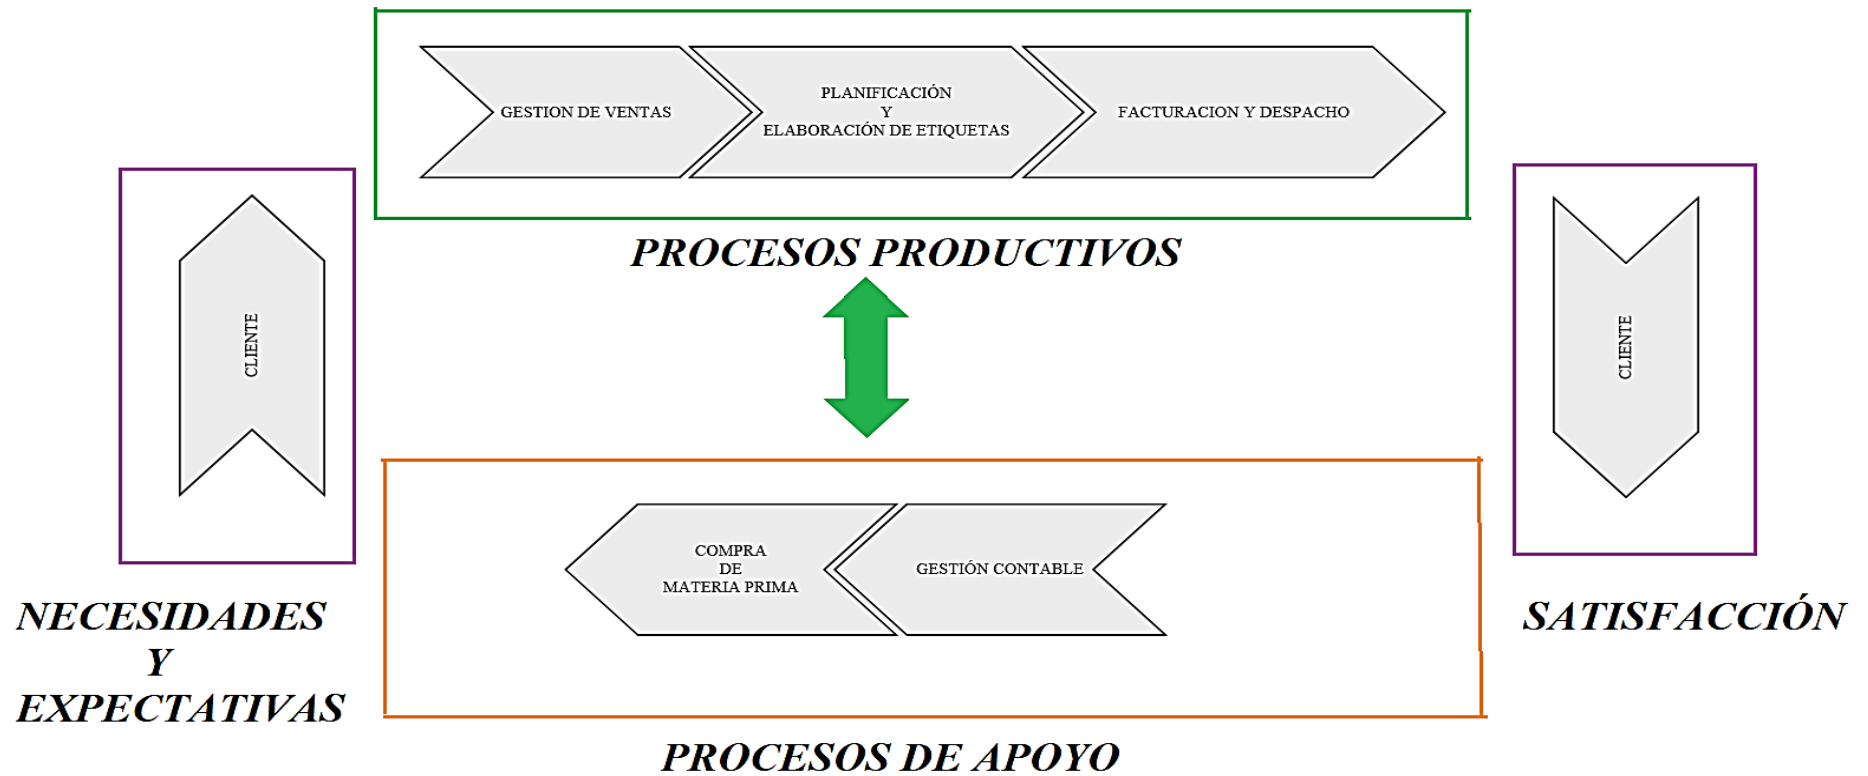 GESTION DE VENTAS
PLANIFICACIÓN
Y
ELABORACIÓN DE ETIQUETAS
FACTURACION Y DESPACHO
PROCESOS PRODUCTIVOS
CLIENTE
NECESIDADES
Y
EXPECTATIVAS
CLIENTE
SATISFACCIÓN
COMPRA
DE
MATERIA PRIMA
GESTIÓN CONTABLE
PROCESOS DE APOYO